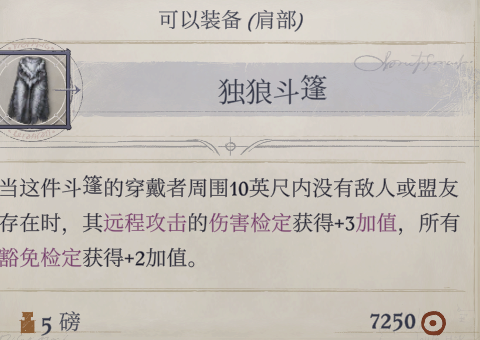 可以装备 (肩部)
独狼斗篷
当这件斗篷的穿戴者周围10英尺内没有敌人或盟友
存在时，其远程攻击的伤害检定获得+3加值，所有
豁免检定获得+2加值。
5 磅
7250